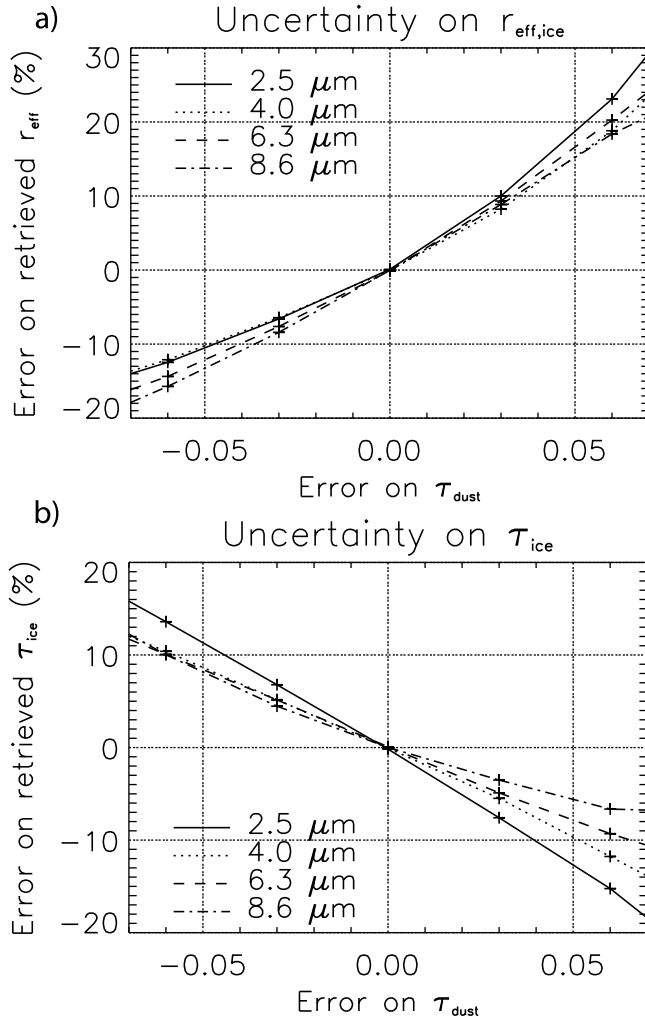 a)
Uncertainty on r_eff,ice
Error on retrieved r_eff (%)
30
20
10
0
−10
−20
2.5 μm
4.0 μm
6.3 μm
8.6 μm
−0.05
0.00
0.05
Error on τ_dust
b)
Uncertainty on τ_ice
Error on retrieved τ_ice (%)
20
10
0
−10
−20
2.5 μm
4.0 μm
6.3 μm
8.6 μm
−0.05
0.00
0.05
Error on τ_dust